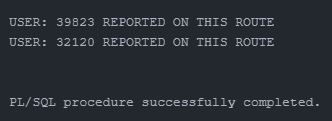 USER: 39823 REPORTED ON THIS ROUTE
USER: 32120 REPORTED ON THIS ROUTE
PL/SQL procedure successfully completed.